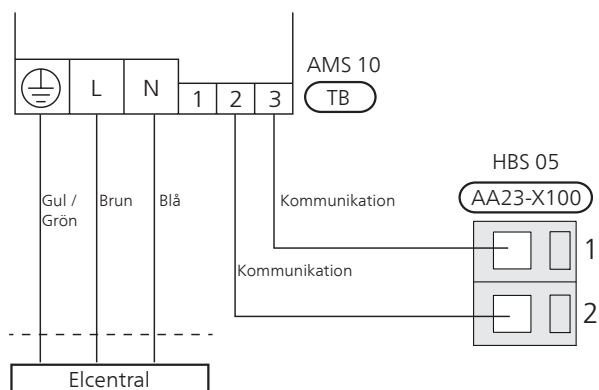 AMS 10
TB
L
N
1
2
3
HBS 05
AA23-X100
Gul /
Grön
Brun
Blå
Kommunikation
1
Kommunikation
2
Elcentral